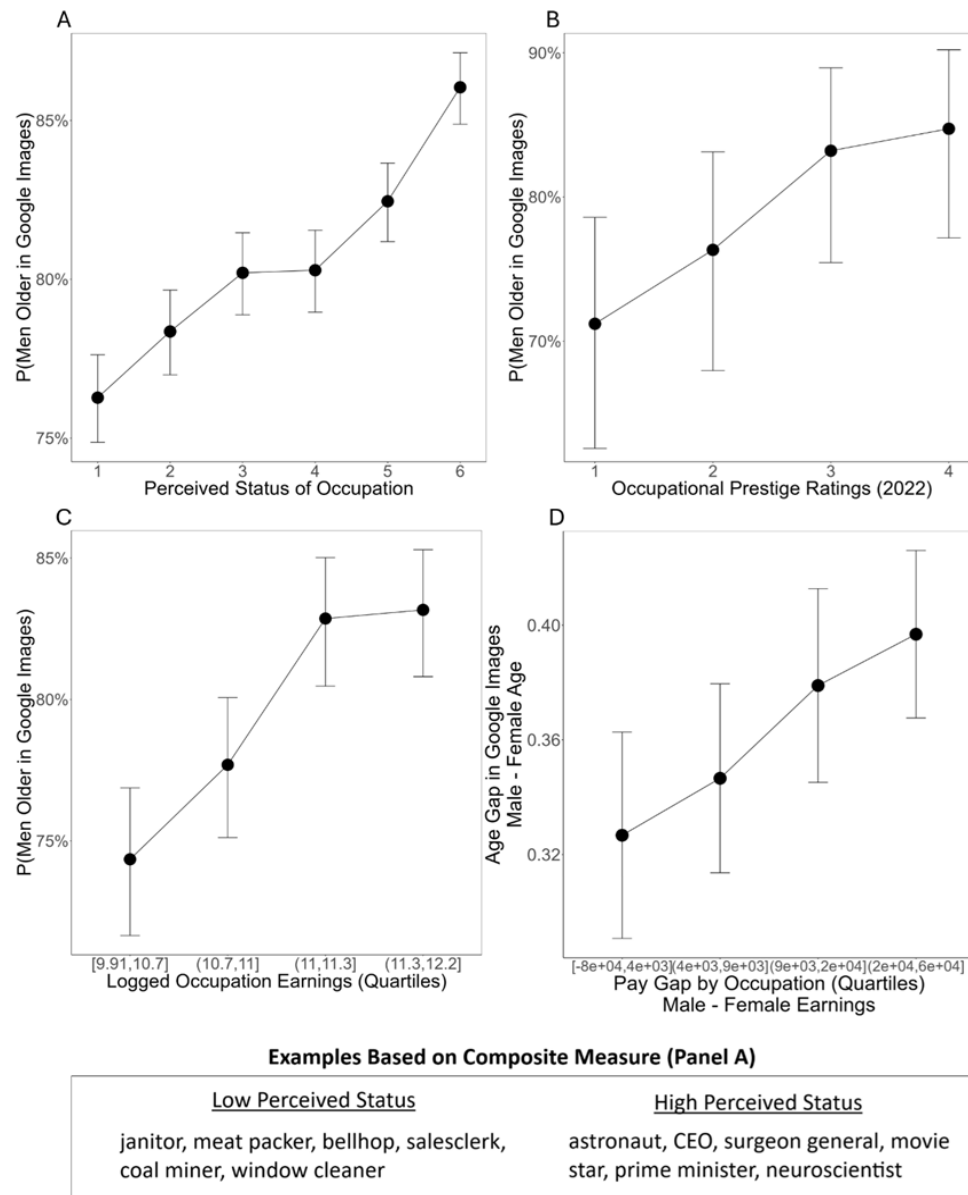 A
P(Men Older in Google Images)
85%
80%
75%
1 2 3 4 5 6
Perceived Status of Occupation
B
P(Men Older in Google Images)
90%
80%
70%
1 2 3 4
Occupational Prestige Ratings (2022)
C
P(Men Older in Google Images)
85%
80%
75%
[9.91,10.7] (10.7,11] (11,11.3] (11.3,12.2]
Logged Occupation Earnings (Quartiles)
D
Age Gap in Google Images
Male - Female Age
0.40
0.36
0.32
[-8e+04,4e+03] (4e+03,9e+03] (9e+03,2e+04] (2e+04,6e+04]
Pay Gap by Occupation (Quartiles)
Male - Female Earnings
Examples Based on Composite Measure (Panel A)
Low Perceived Status
janitor, meat packer, bellhop, salesclerk,
coal miner, window cleaner
High Perceived Status
astronaut, CEO, surgeon general, movie
star, prime minister, neuroscientist